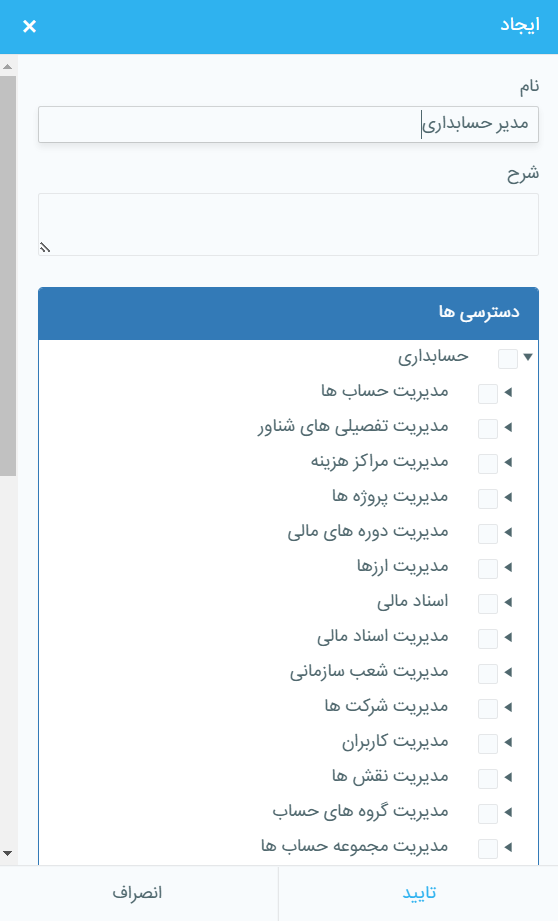 ایجاد
نام
مدیر حسابداری
شرح
دسترسی ها
حسابداری
مدیریت حساب ها
مدیریت تفصیلی های شناور
مدیریت مراکز هزینه
مدیریت پروژه ها
مدیریت دوره های مالی
مدیریت ارزها
اسناد مالی
مدیریت اسناد مالی
مدیریت شعب سازمانی
مدیریت شرکت ها
مدیریت کاربران
مدیریت نقش ها
مدیریت گروه های حساب
مدیریت مجموعه حساب ها
تایید
انصراف